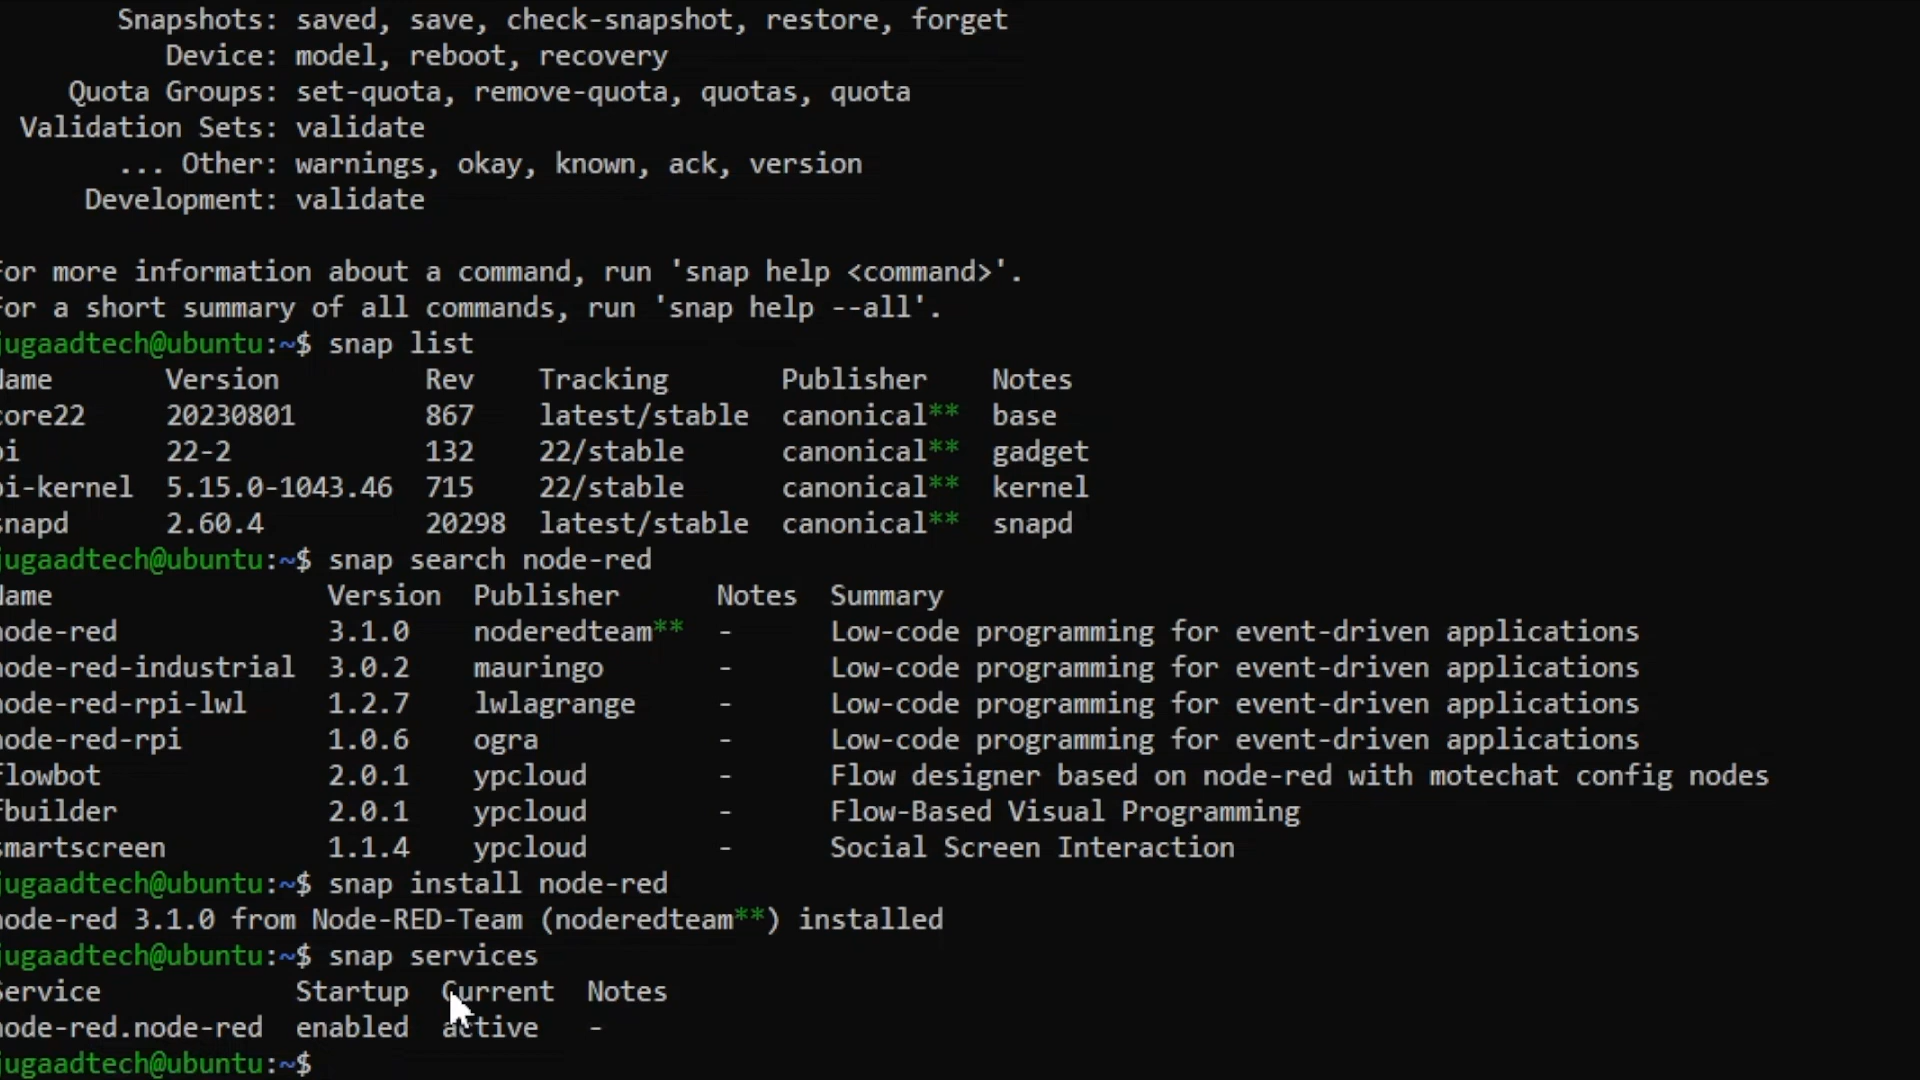 Snapshots: saved, save, check-snapshot, restore, forget
Device: model, reboot, recovery
Quota Groups: set-quota, remove-quota, quotas, quota
Validation Sets: validate
... Other: warnings, okay, known, ack, version
Development: validate
For more information about a command, run 'snap help <command>'.
For a short summary of all commands, run 'snap help --all'.
jugaadtech@ubuntu:~$ snap list
Name Version Rev Tracking Publisher Notes
core22 20230801 867 latest/stable canonical** base
pi 22-2 132 22/stable canonical** gadget
pi-kernel 5.15.0-1043.46 715 22/stable canonical** kernel
snapd 2.60.4 20298 latest/stable canonical** snapd
jugaadtech@ubuntu:~$ snap search node-red
Name Version Publisher Notes Summary
node-red 3.1.0 noderedteam** - Low-code programming for event-driven applications
node-red-industrial 3.0.2 mauringo - Low-code programming for event-driven applications
node-red-rpi-lwl 1.2.7 lwlagrange - Low-code programming for event-driven applications
node-red-rpi 1.0.6 ogra - Low-code programming for event-driven applications
flowbot 2.0.1 ypcloud - Flow designer based on node-red with motechat config nodes
fbuilder 2.0.1 ypcloud - Flow-Based Visual Programming
smartscreen 1.1.4 ypcloud - Social Screen Interaction
jugaadtech@ubuntu:~$ snap install node-red
node-red 3.1.0 from Node-RED-Team (noderedteam**) installed
jugaadtech@ubuntu:~$ snap services
Service Startup Current Notes
node-red.node-red enabled active -
jugaadtech@ubuntu:~$